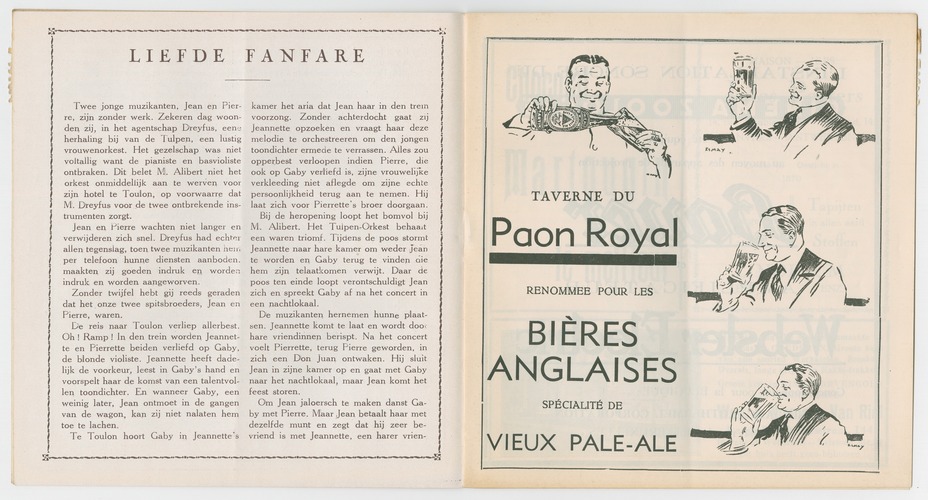 LIEFDE FANFARE
Twee jonge muzikanten, Jean en Pier-
re, zijn zonder werk. Zekeren dag woon-
den zij, in het agentschap Dreyfus, eene
herhaling bij van de Tulpen, een lustig
vrouwenorkest. Het gezelschap was niet
voltallig want de pianiste en basvioliste
ontbraken. Dit belet M. Alibert niet het
orkest onmiddellijk aan te werven voor
zijn hotel te Toulon, op voorwaarde dat
M. Dreyfus voor de twee ontbrekende ins-
trumenten zorgt.
Jean en Pierre wachten niet langer en
verwijderen zich snel. Dreyfus had echter
allen tegenslag, toen twee muzikanten hem
per telefoon hunne diensten aanboden.
maakten zij goeden indruk en worden
indruk en worden aangeworven.
Zonder twijfel hebt gij reeds geraden
dat het onze twee spitsbroeders, Jean en
Pierre, waren.
De reis naar Toulon verliep allerbest.
Oh ! Ramp ! In den trein worden Jeannet-
te en Pierrette beiden verliefd op Gaby,
de blonde violiste. Jeannette heeft dade-
lijk de voorkeur, leest in Gaby's hand en
voorspelt haar de komst van een talentvol-
len toondichter. En wanneer Gaby, een
weinig later, Jean ontmoet in de gangen
van de wagon, kan zij niet nalaten hem
toe te lachen.
Te Toulon hoort Gaby in Jeannette's
kamer het aria dat Jean haar in den trein
voorzong. Zonder achterdocht gaat zij
Jeannette opzoeken en vraagt haar deze
melodie te orchestreeren om den jongen
toondichter ermede te verrassen. Alles zou
opperbest verloopen indien Pierre, die
ook op Gaby verliefd is, zijne vrouwelijke
verkleeding niet aflegde om zijne echte
persoonlijkheid terug aan te nemen. Hij
laat zich voor Pierrette's broer doorgaan.
Bij de heropening loopt het bomvol bij
M. Alibert. Het Tulpen-Orkest behaalt
een waren triomf. Tijdens de poos stormt
Jeannette naar hare kamer om weder Jean
te worden en Gaby terug te vinden die
hem zijn telaatkomen verwijt. Daar de
poos ten einde loopt verontschuldigt Jean
zich en spreekt Gaby af na het concert in
een nachtlokaal.
De muzikanten hernemen hunne plaat-
sen. Jeannette komt te laat en wordt door
hare vriendinnen berispt. Na het concert
voelt Pierrette, terug Pierre geworden, in
zich een Don Juan ontwaken. Hij sluit
Jean in zijne kamer op en gaat met Gaby
naar het nachtlokaal, maar Jean komt het
feest storen.
Om Jean jaloersch te maken danst Ga-
by met Pierre. Maar Jean betaalt haar met
dezelfde munt en zegt dat hij zeer be-
vriend is met Jeannette, een harer vrien-
TAVERNE DU
Paon Royal
RENOMMEE POUR LES
BIÈRES
ANGLAISES
SPÉCIALITÉ DE
VIEUX PALE-ALE